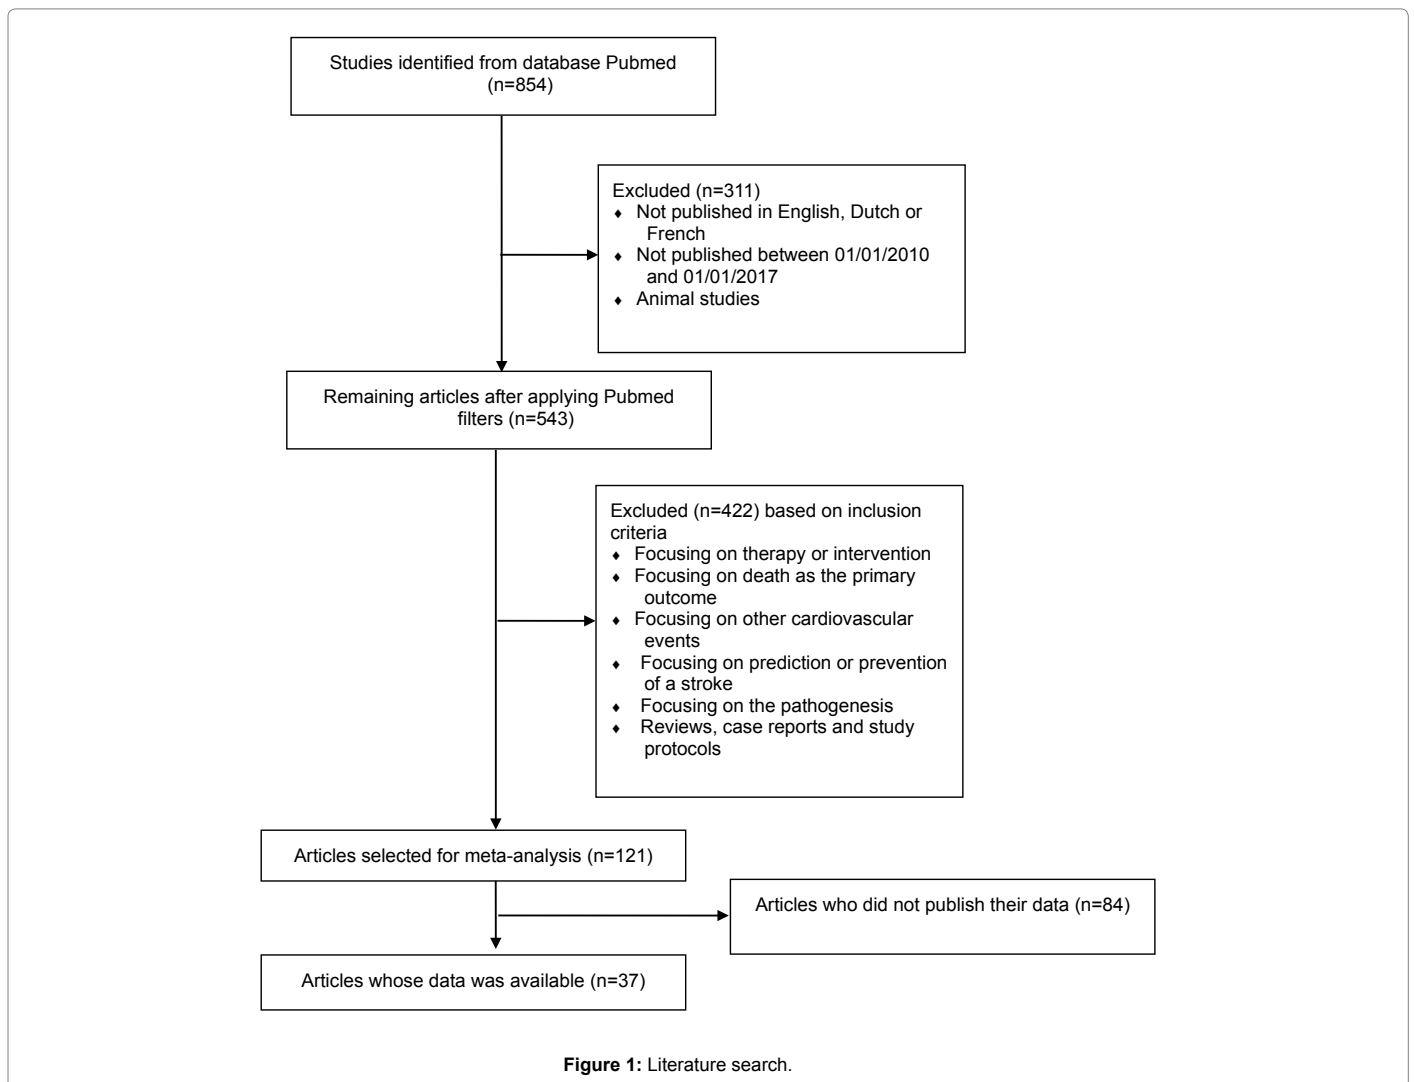 Studies identified from database Pubmed
(n=854)
Excluded (n=311)
♦ Not published in English, Dutch or
French
♦ Not published between 01/01/2010
and 01/01/2017
♦ Animal studies
Remaining articles after applying Pubmed
filters (n=543)
Excluded (n=422) based on inclusion
criteria
♦ Focusing on therapy or intervention
♦ Focusing on death as the primary
outcome
♦ Focusing on other cardiovascular
events
♦ Focusing on prediction or prevention
of a stroke
♦ Focusing on the pathogenesis
♦ Reviews, case reports and study
protocols
Articles selected for meta-analysis (n=121)
Articles who did not publish their data (n=84)
Articles whose data was available (n=37)
Figure 1: Literature search.